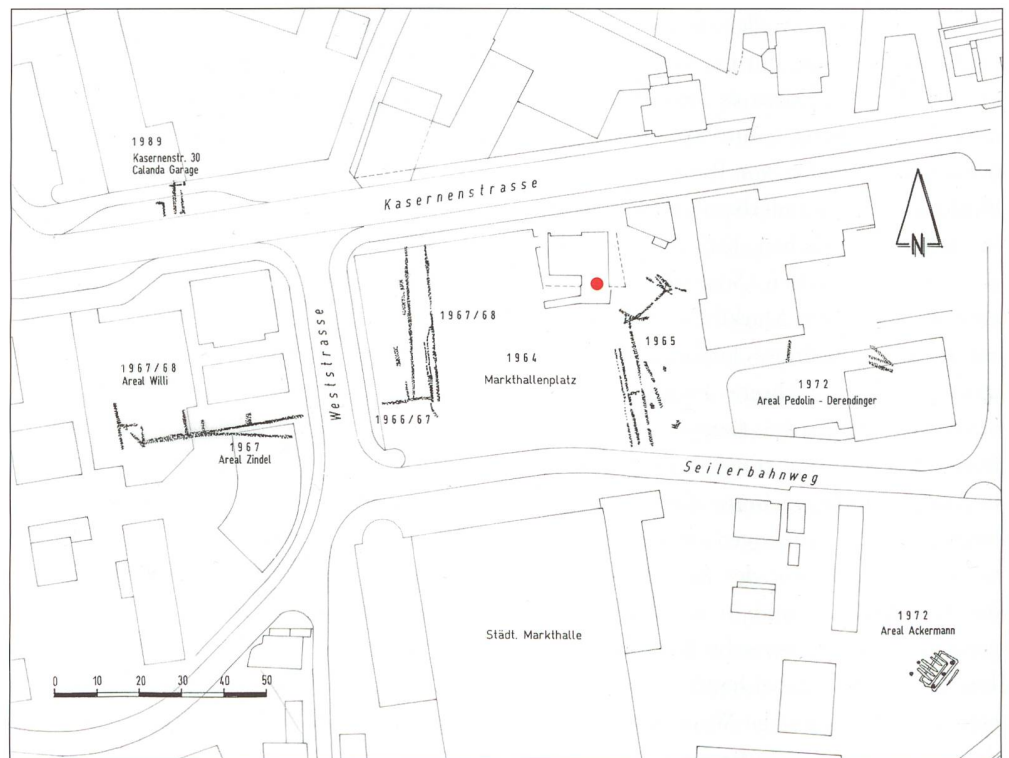 1989
Kasernenstr. 30
Calanda Garage
Kasernenstrasse
N
Weststrasse
1967/68
1965
1964
Markthallenplatz
1967/68
Areal Willi
1966/67
1972
Areal Pedolin - Derendinger
1967
Areal Zindel
Seilerbahnweg
Städt. Markthalle
1972
Areal Ackermann
0 10 20 30 40 50